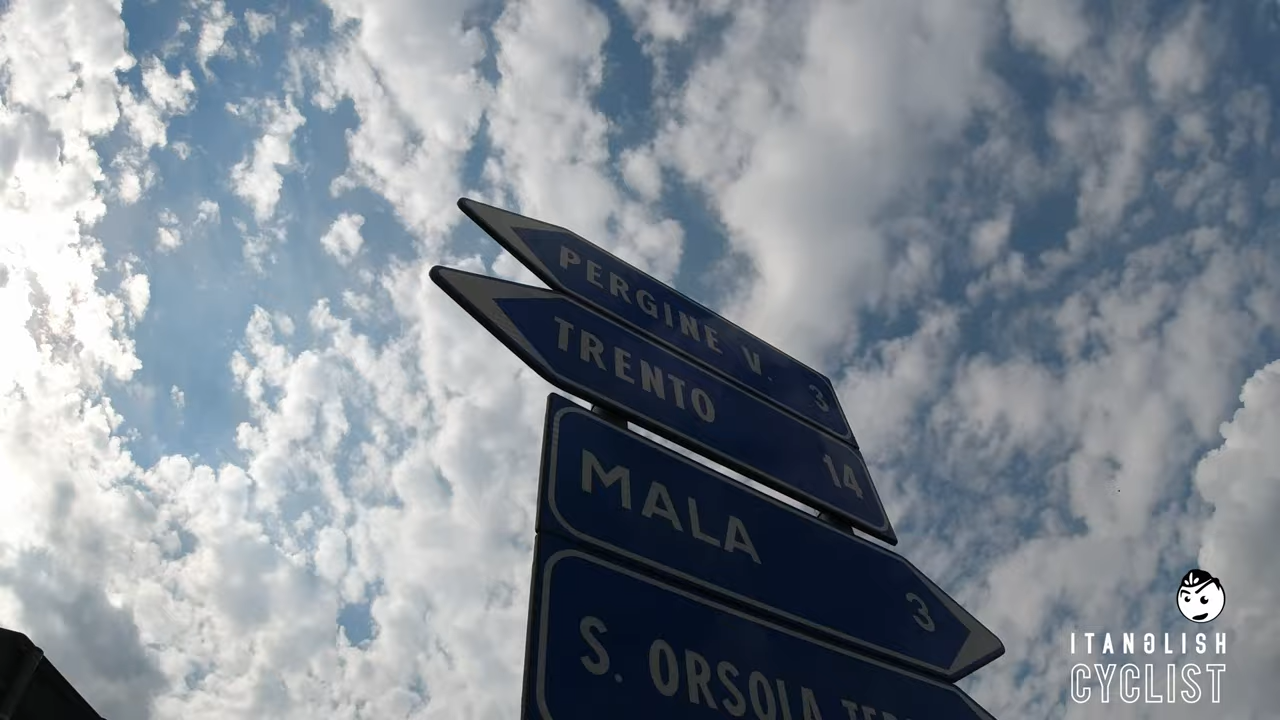 PERGINE V. 3
TRENTO 14
MALA 3
S. ORSOLA
ITANGLISH
CYCLIST